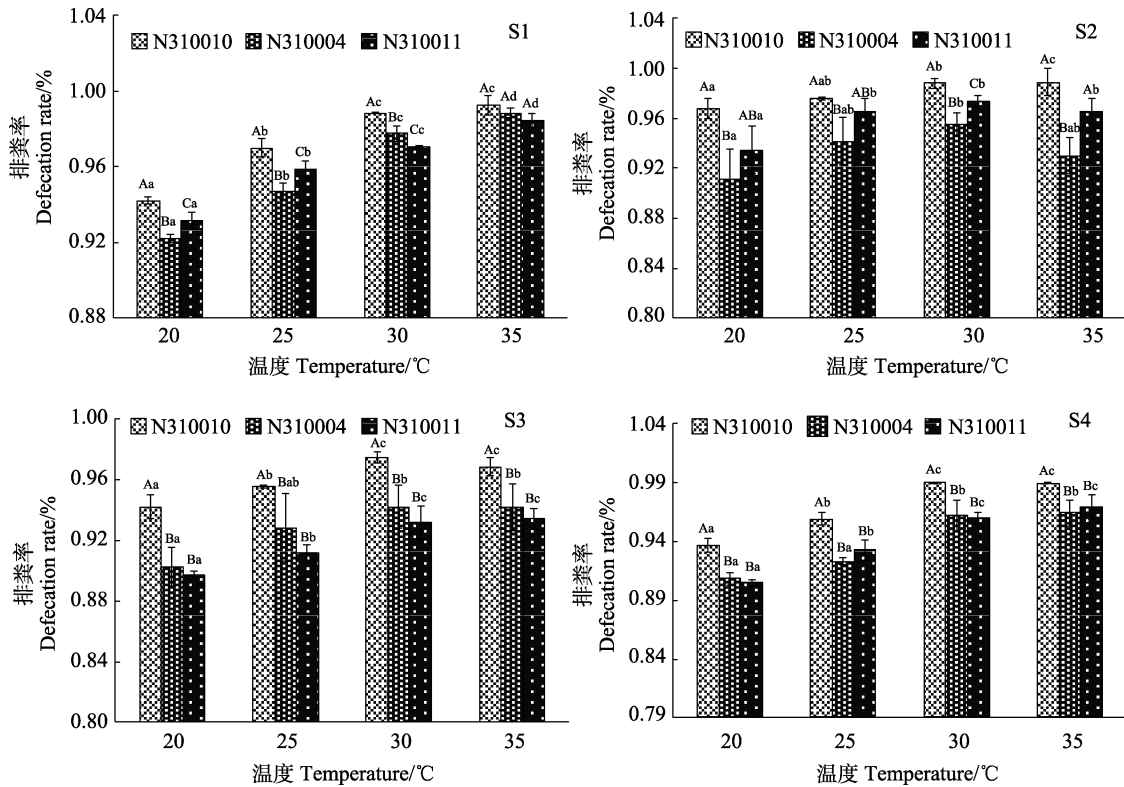 1.04
N310010 N310004 N310011 S1
1.00
0.96
0.92
0.88
排粪率
Defecation rate/%
Aa Ba Ca
Ab Bb Cb
Ac Bc Cc
Ac Ad Ad
20 25 30 35
温度 Temperature/℃
1.04
N310010 N310004 N310011 S2
1.00
0.96
0.92
0.88
0.84
0.80
排粪率
Defecation rate/%
Aa Ba ABa
Aab Bab ABb
Ab Bb Cb
Ac Bab Ab
20 25 30 35
温度 Temperature/℃
1.00
N310010 N310004 N310011 S3
0.96
0.92
0.88
0.84
0.80
排粪率
Defecation rate/%
Aa Ba Ba
Ab Bab Bb
Ac Bb Bc
Ac Bb Bc
20 25 30 35
温度 Temperature/℃
1.04
N310010 N310004 N310011 S4
0.99
0.94
0.89
0.84
0.79
排粪率
Defecation rate/%
Aa Ba Ba
Ab Ba Bb
Ac Bb Bc
Ac Bb Bc
20 25 30 35
温度 Temperature/℃